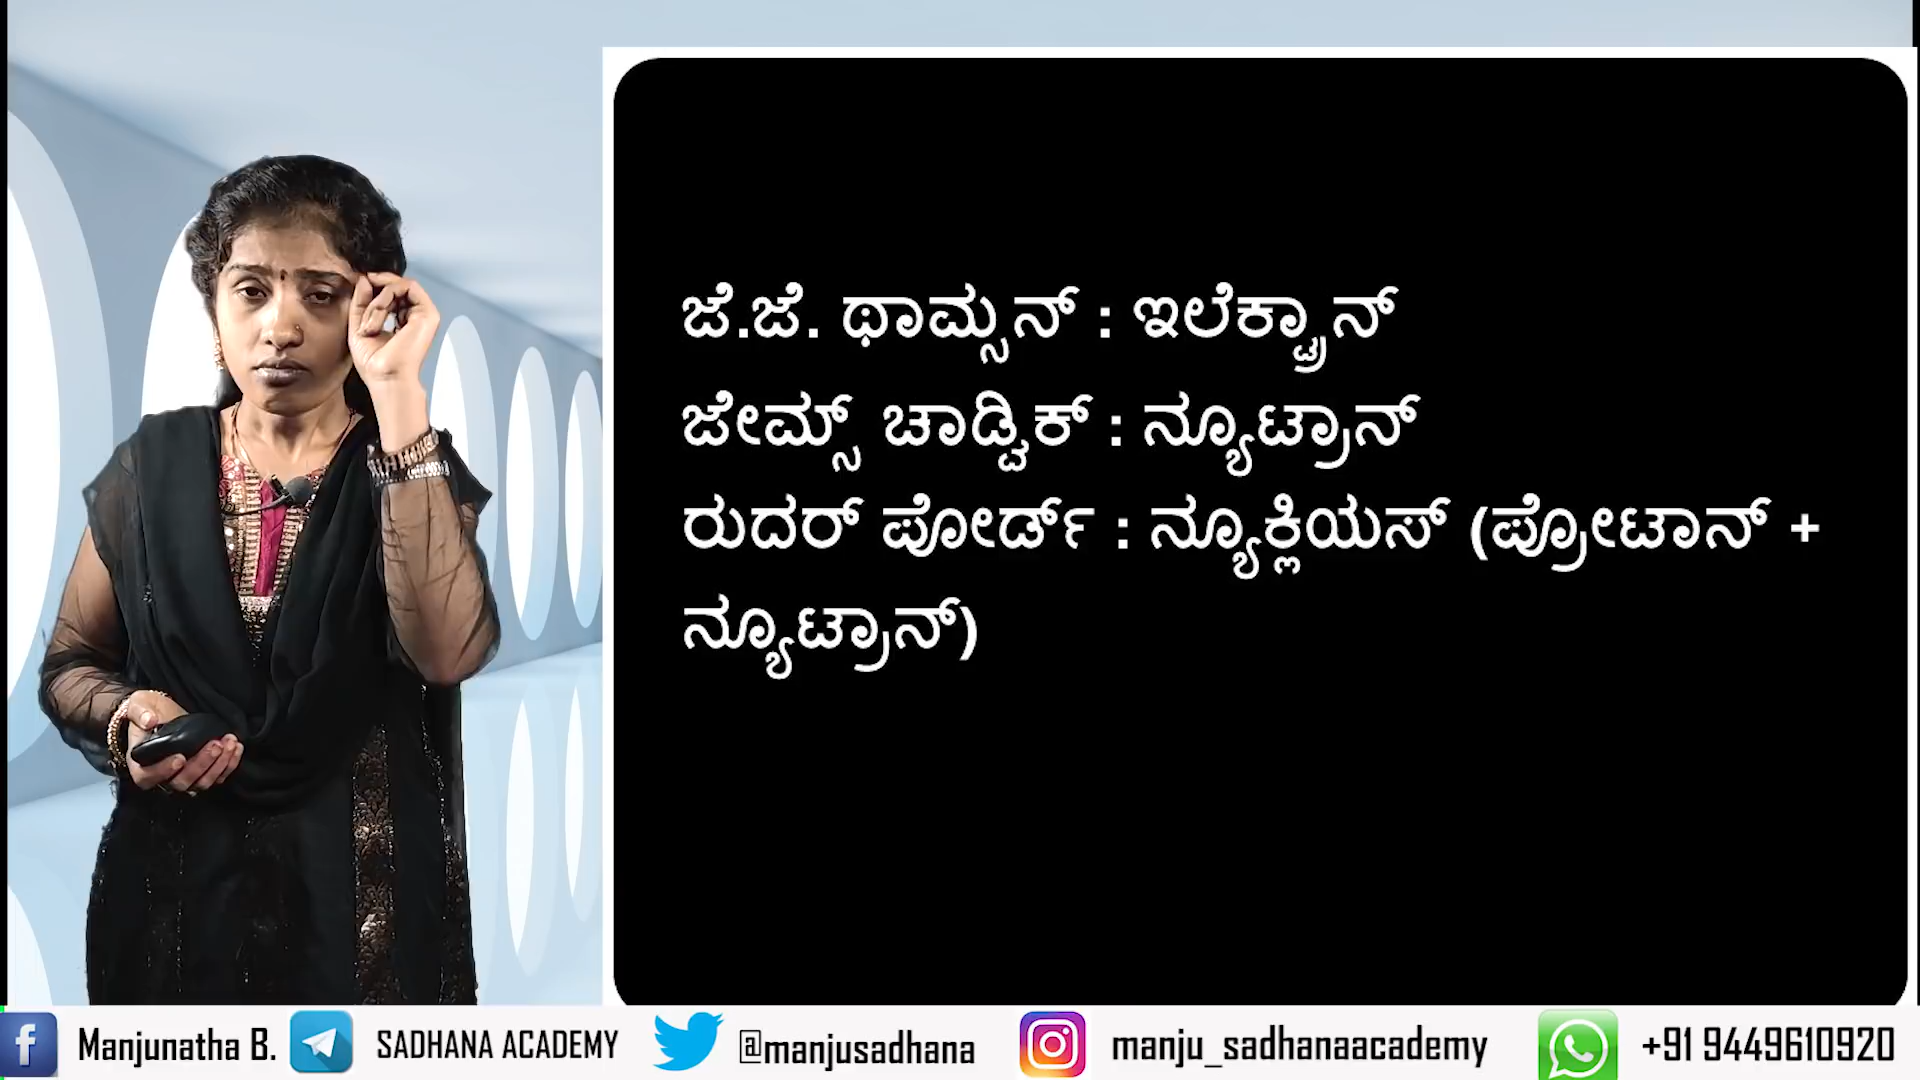 ಜೆ.ಜೆ. ಥಾಮ್ಸನ್ : ಇಲೆಕ್ಟ್ರಾನ್
ಜೇಮ್ಸ್ ಚಾಡ್ವಿಕ್ : ನ್ಯೂಟ್ರಾನ್
ರುದರ್ ಪೋರ್ಡ್ : ನ್ಯೂಕ್ಲಿಯಸ್ (ಪ್ರೋಟಾನ್ +
ನ್ಯೂಟ್ರಾನ್)
Manjunatha B. SADHANA ACADEMY @manjusadhana manju_sadhanaacademy +91 9449610920